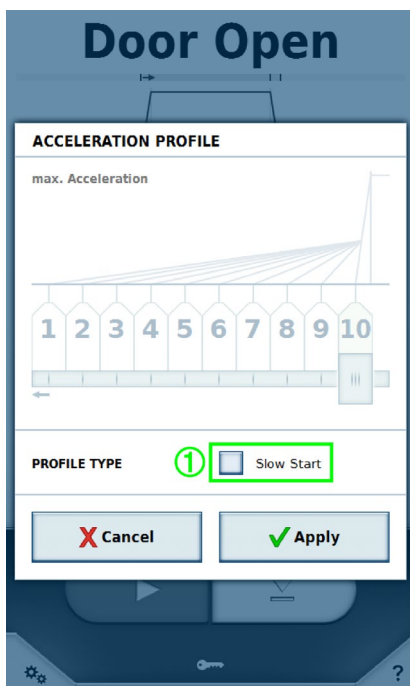 Door Open
ACCELERATION PROFILE
max. Acceleration
1 2 3 4 5 6 7 8 9 10
PROFILE TYPE ① Slow Start
Cancel Apply
?